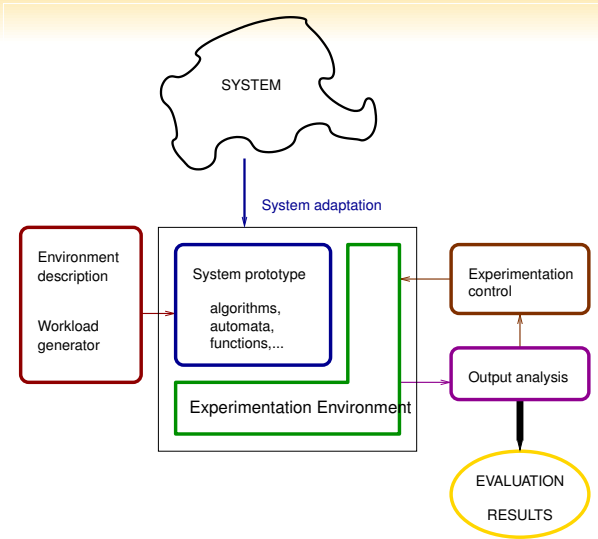 SYSTEM
System adaptation
Environment
description
Workload
generator
System prototype
algorithms,
automata,
functions,...
Experimentation Environment
Experimentation
control
Output analysis
EVALUATION
RESULTS